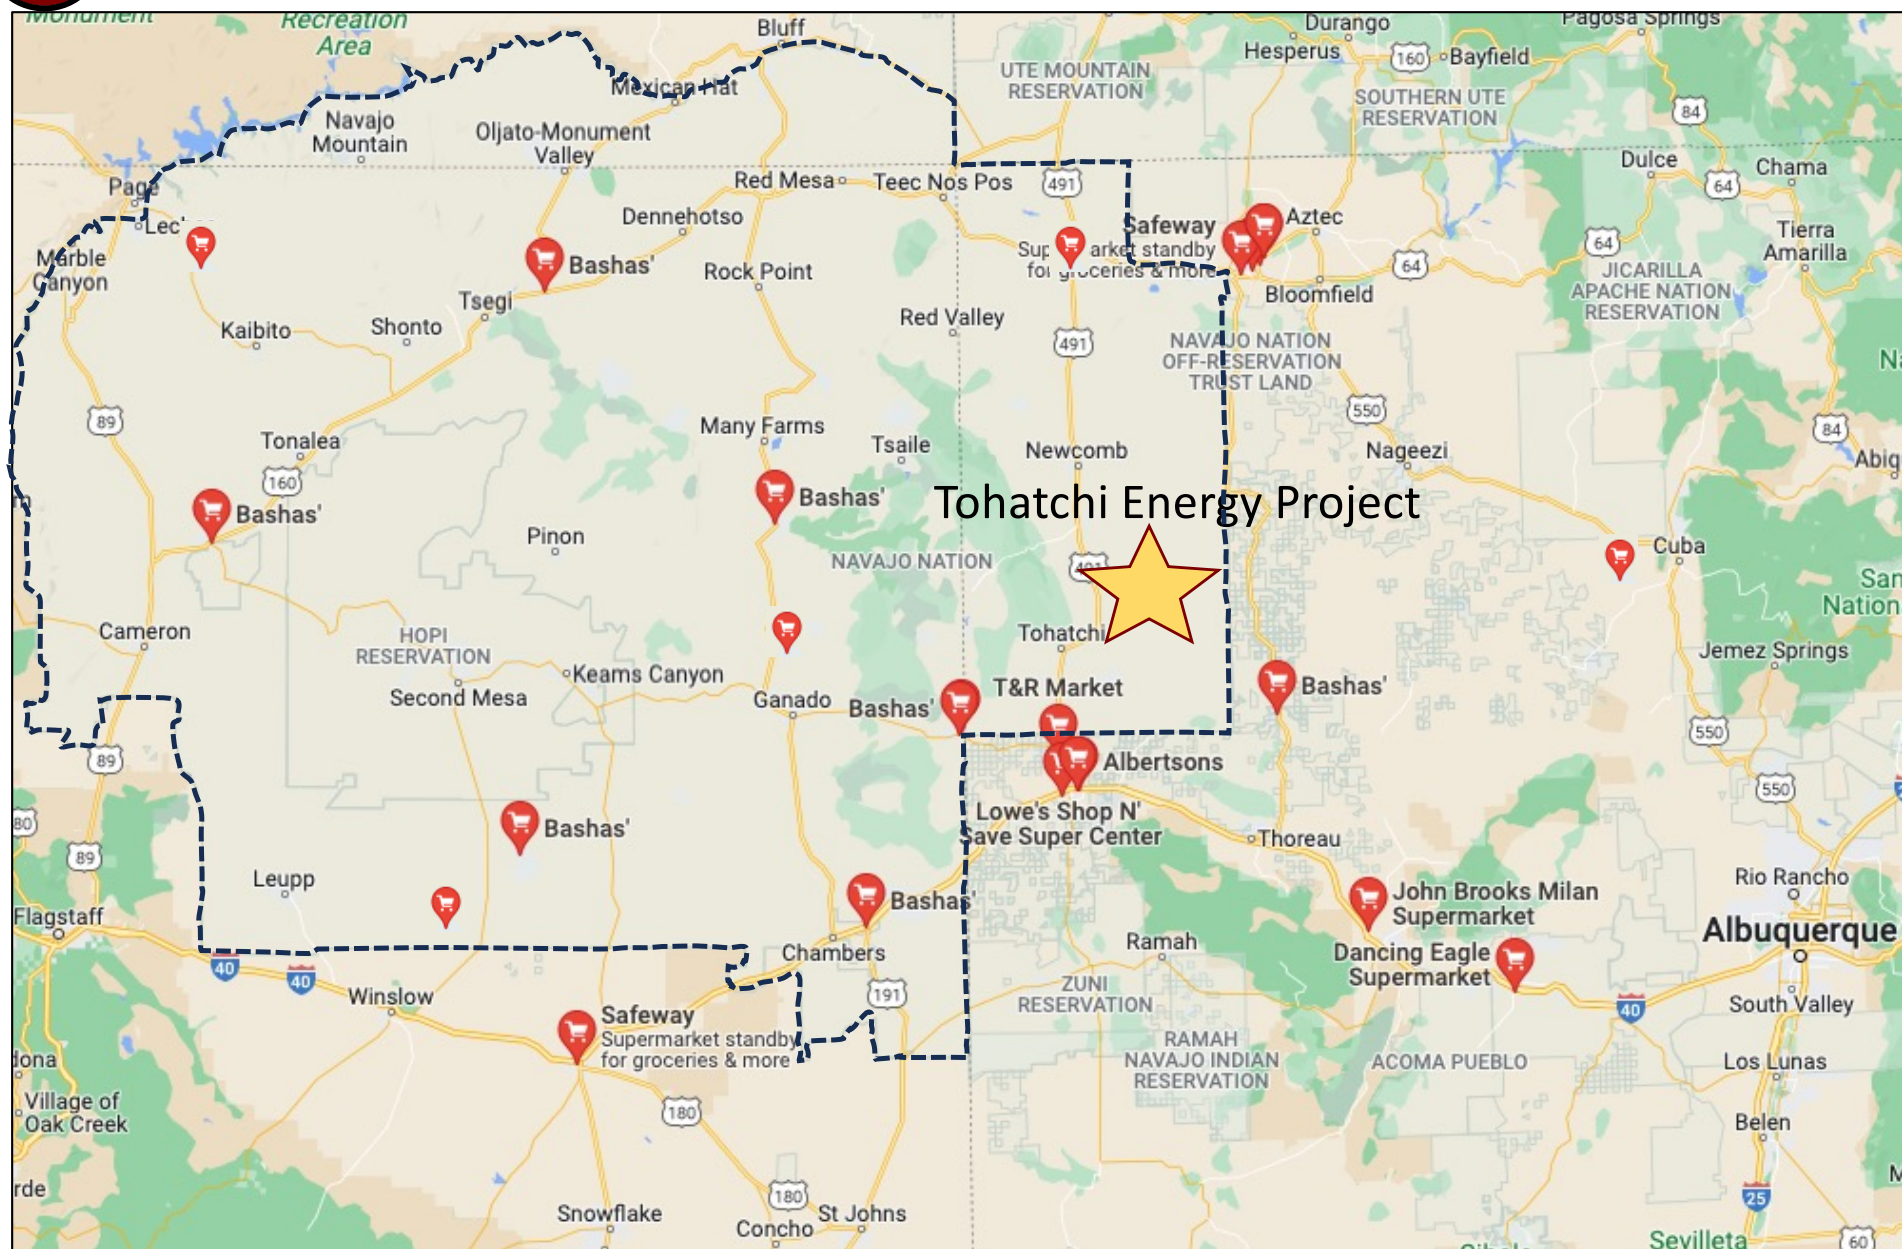 Monument
Recreation
Area
Bluff
Durango
Pagosa Springs
Hesperus
160
Bayfield
UTE MOUNTAIN
RESERVATION
Mexican Hat
SOUTHERN UTE
RESERVATION
84
Navajo
Mountain
Oljato-Monument
Valley
Dulce
Chama
64
Page
Red Mesa
Teec Nos Pos
491
Dennehotso
Safeway
Aztec
Tierra
Amarilla
64
Marble
Canyon
Bashas'
Rock Point
for groceries & more
64
JICARILLA
APACHE NATION
RESERVATION
Bloomfield
Tsegi
Red Valley
Kaibito
Shonto
491
NAVAJO NATION
OFF-RESERVATION
TRUST LAND
89
550
Many Farms
84
Tonalea
Tsaile
Newcomb
Nageezi
160
Bashas'
Bashas'
Tohatchi Energy Project
Pinon
NAVAJO NATION
491
Cuba
Cameron
HOPI
RESERVATION
Tohatchi
Jemez Springs
Keams Canyon
Second Mesa
Ganado
Bashas'
T&R Market
Bashas'
89
550
Albertsons
550
Lowe's Shop N'
Save Super Center
80
Bashas'
89
Thoreau
Leupp
Rio Rancho
Flagstaff
Bashas'
John Brooks Milan
Supermarket
Albuquerque
40
40
Chambers
Ramah
Dancing Eagle
Supermarket
Winslow
191
ZUNI
RESERVATION
40
South Valley
Safeway
Supermarket standby
for groceries & more
RAMAH
NAVAJO INDIAN
RESERVATION
ACOMA PUEBLO
Los Lunas
Village of
Oak Creek
180
Belen
180
25
Snowflake
Concho
St Johns
Sevilleta
60